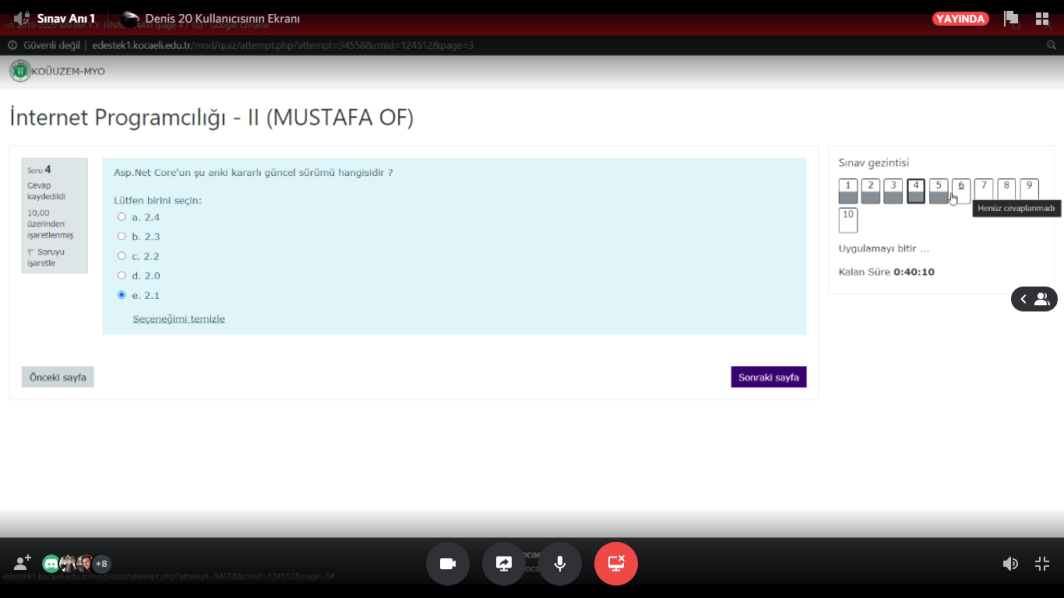 Sınav Anı 1
Denis 20 Kullanıcısının Ekranı
YAYINDA
Güvenli değil | edestek1.kocaeli.edu.tr/mod/quiz/attempt.php?attempt=94558&cmid=124512&page=3
KOÜUZEM-MYO
İnternet Programcılığı - II (MUSTAFA OF)
Soru 4
Cevap
kaydedildi
10,00
üzerinden
işaretlenmiş
Soruyu
işaretle
Asp.Net Core'un şu anki kararlı güncel sürümü hangisidir ?
Lütfen birini seçin:
a. 2.4
b. 2.3
c. 2.2
d. 2.0
e. 2.1
Seçeneğimi temizle
Önceki sayfa
Sonraki sayfa
Sınav gezintisi
1 2 3 4 5 6 7 8 9
Henüz cevaplanmadı
10
Uygulamayı bitir ...
Kalan Süre 0:40:10
+8
edestek1.kocaeli.edu.tr/mod/quiz/attempt.php?attempt=94558&cmid=124512&page=5#